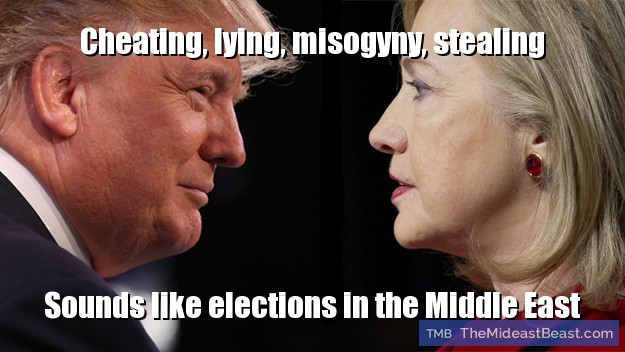 Cheating, lying, misogyny, stealing
Sounds like elections in the Middle East
TMB TheMideastBeast.com